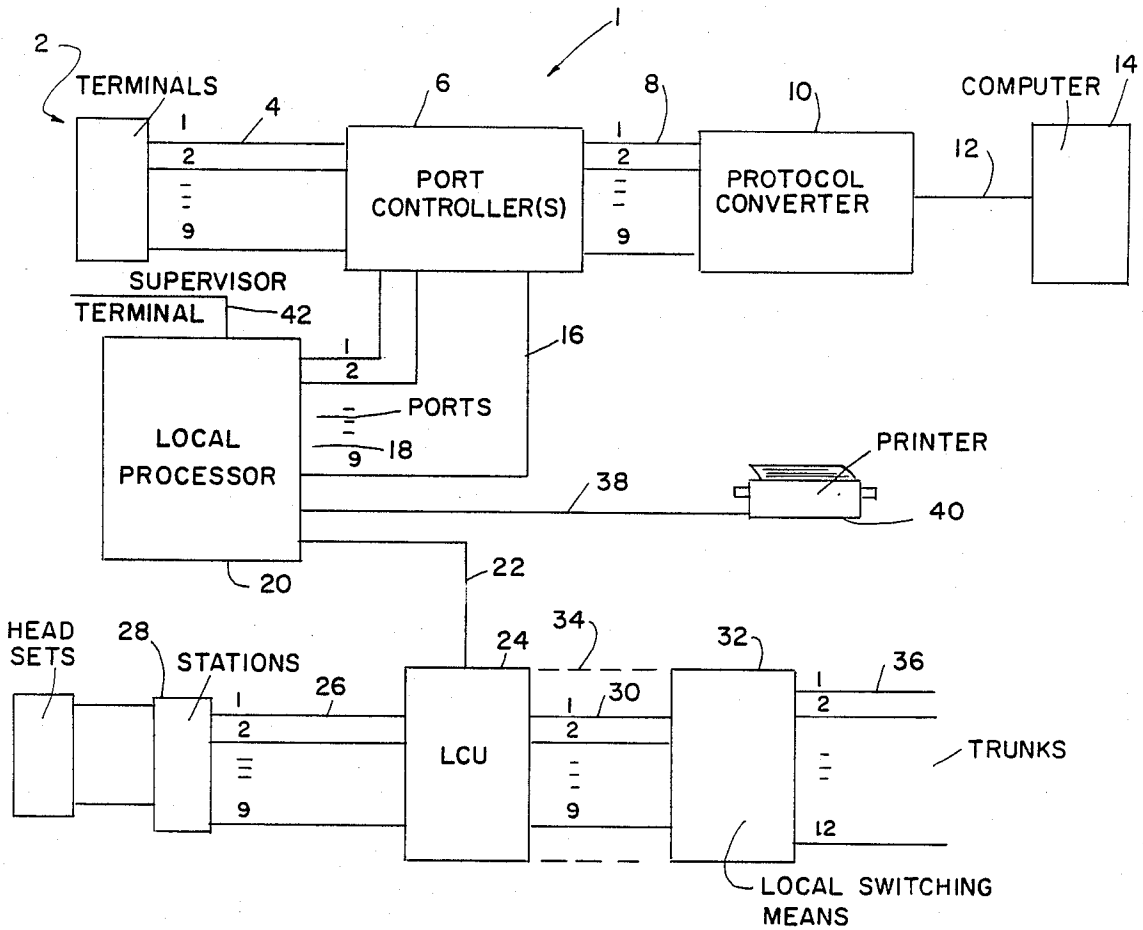 1
2
TERMINALS
1
2
9
4
6
PORT
CONTROLLER(S)
8
1
2
9
10
PROTOCOL
CONVERTER
12
COMPUTER
14
SUPERVISOR
TERMINAL
42
1
2
PORTS
18
9
16
LOCAL
PROCESSOR
20
38
PRINTER
40
22
HEAD
SETS
28
STATIONS
1
2
9
26
24
LCU
34
30
1
2
9
32
1
2
12
36
TRUNKS
LOCAL SWITCHING
MEANS